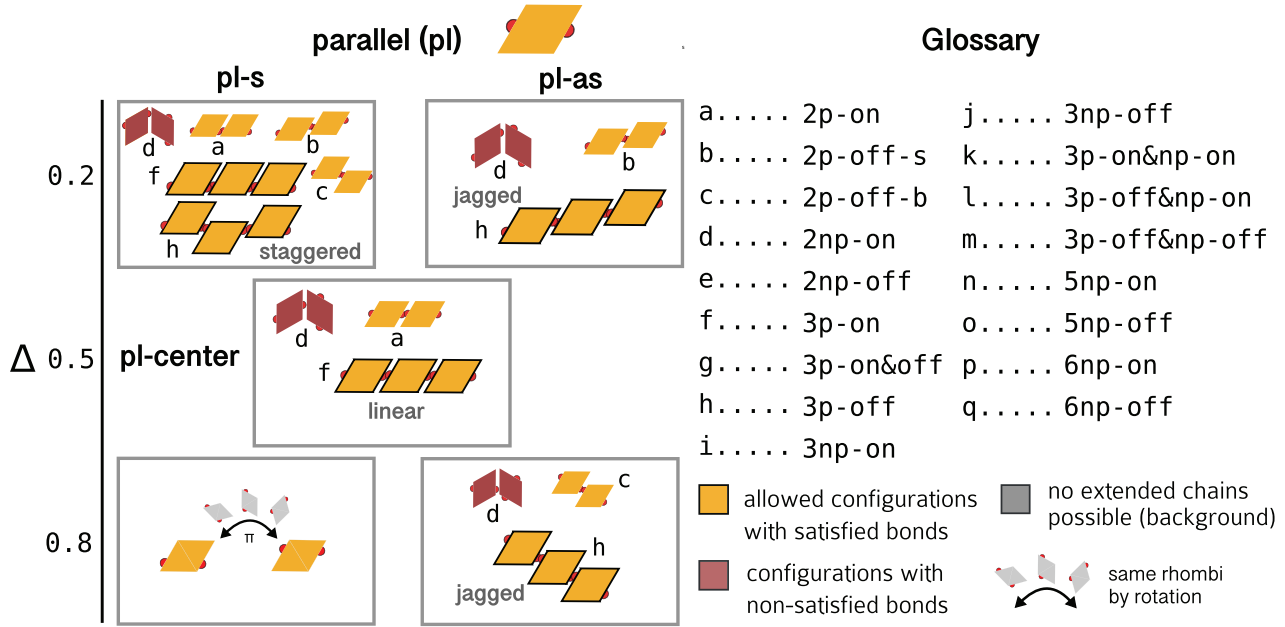 parallel (pl)
Glossary
pl-s
pl-as
d
a
b
f
c
h
staggered
0.2
d
b
jagged
h
d
a
f
linear
pl-center
Δ 0.5
π
0.8
d
c
h
jagged
a..... 2p-on
b..... 2p-off-s
c..... 2p-off-b
d..... 2np-on
e..... 2np-off
f..... 3p-on
g..... 3p-on&off
h..... 3p-off
i..... 3np-on
j..... 3np-off
k..... 3p-on&np-on
l..... 3p-off&np-on
m..... 3p-off&np-off
n..... 5np-on
o..... 5np-off
p..... 6np-on
q..... 6np-off
allowed configurations
with satisfied bonds
configurations with
non-satisfied bonds
no extended chains
possible (background)
same rhombi
by rotation